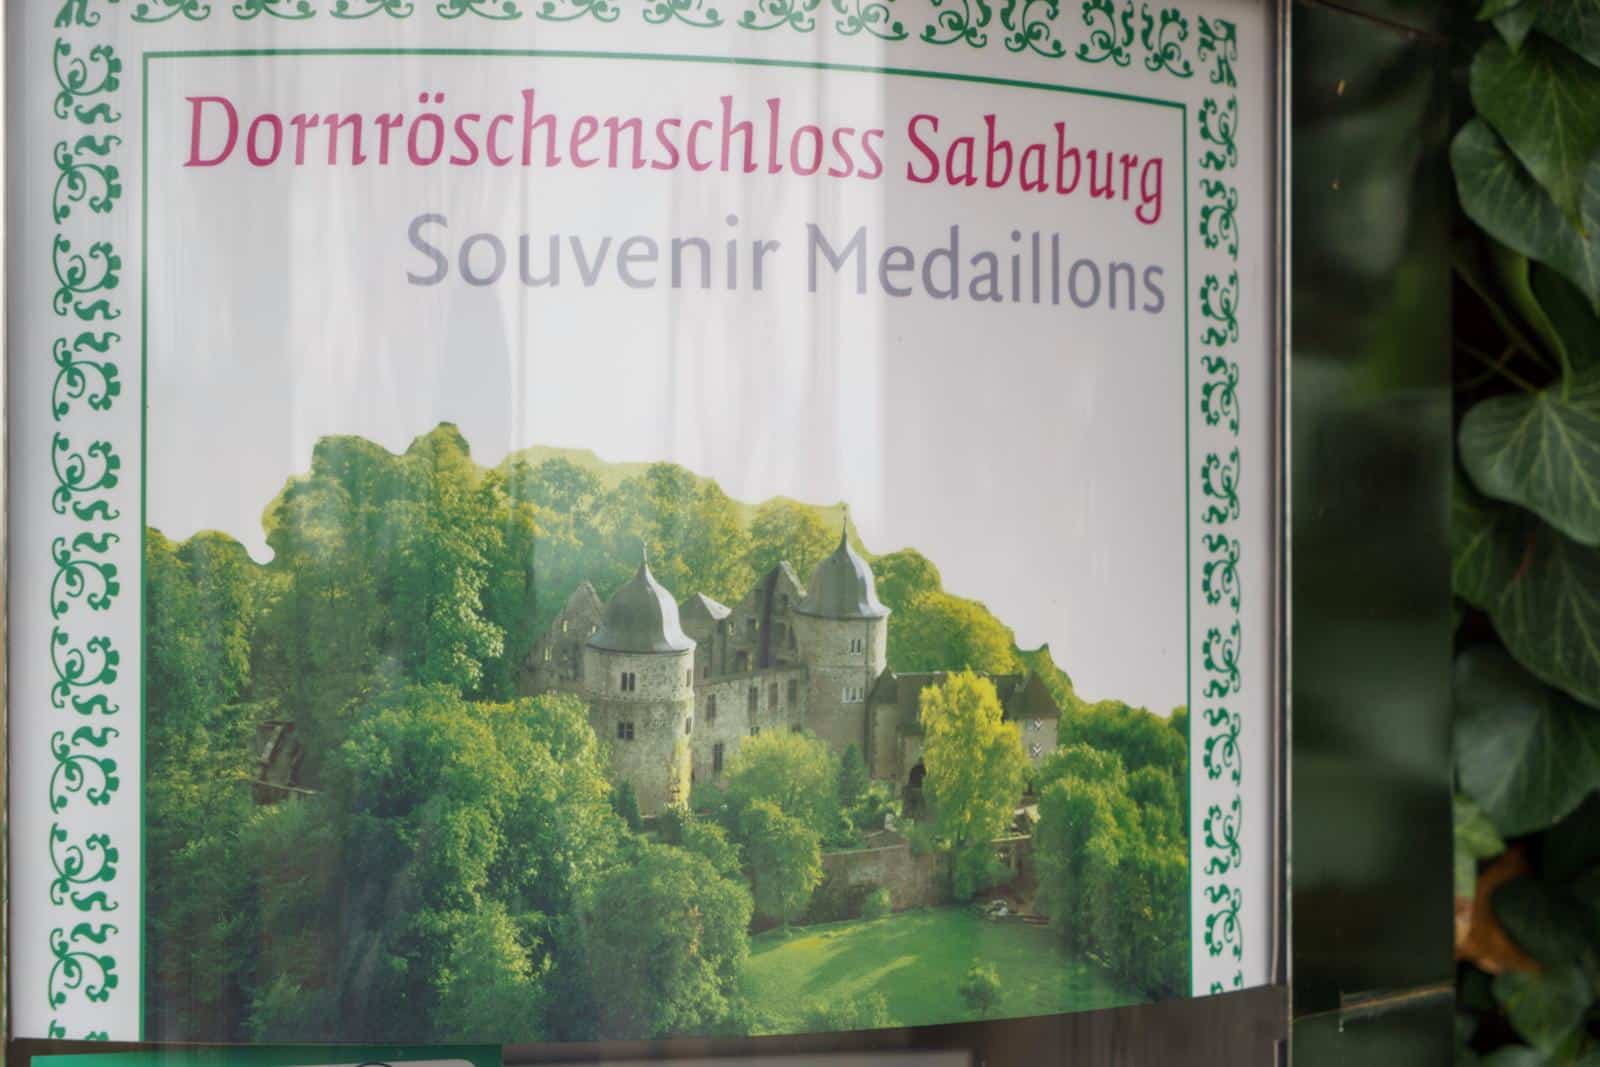 Dornröschenschloss Sababurg
Souvenir Medaillons